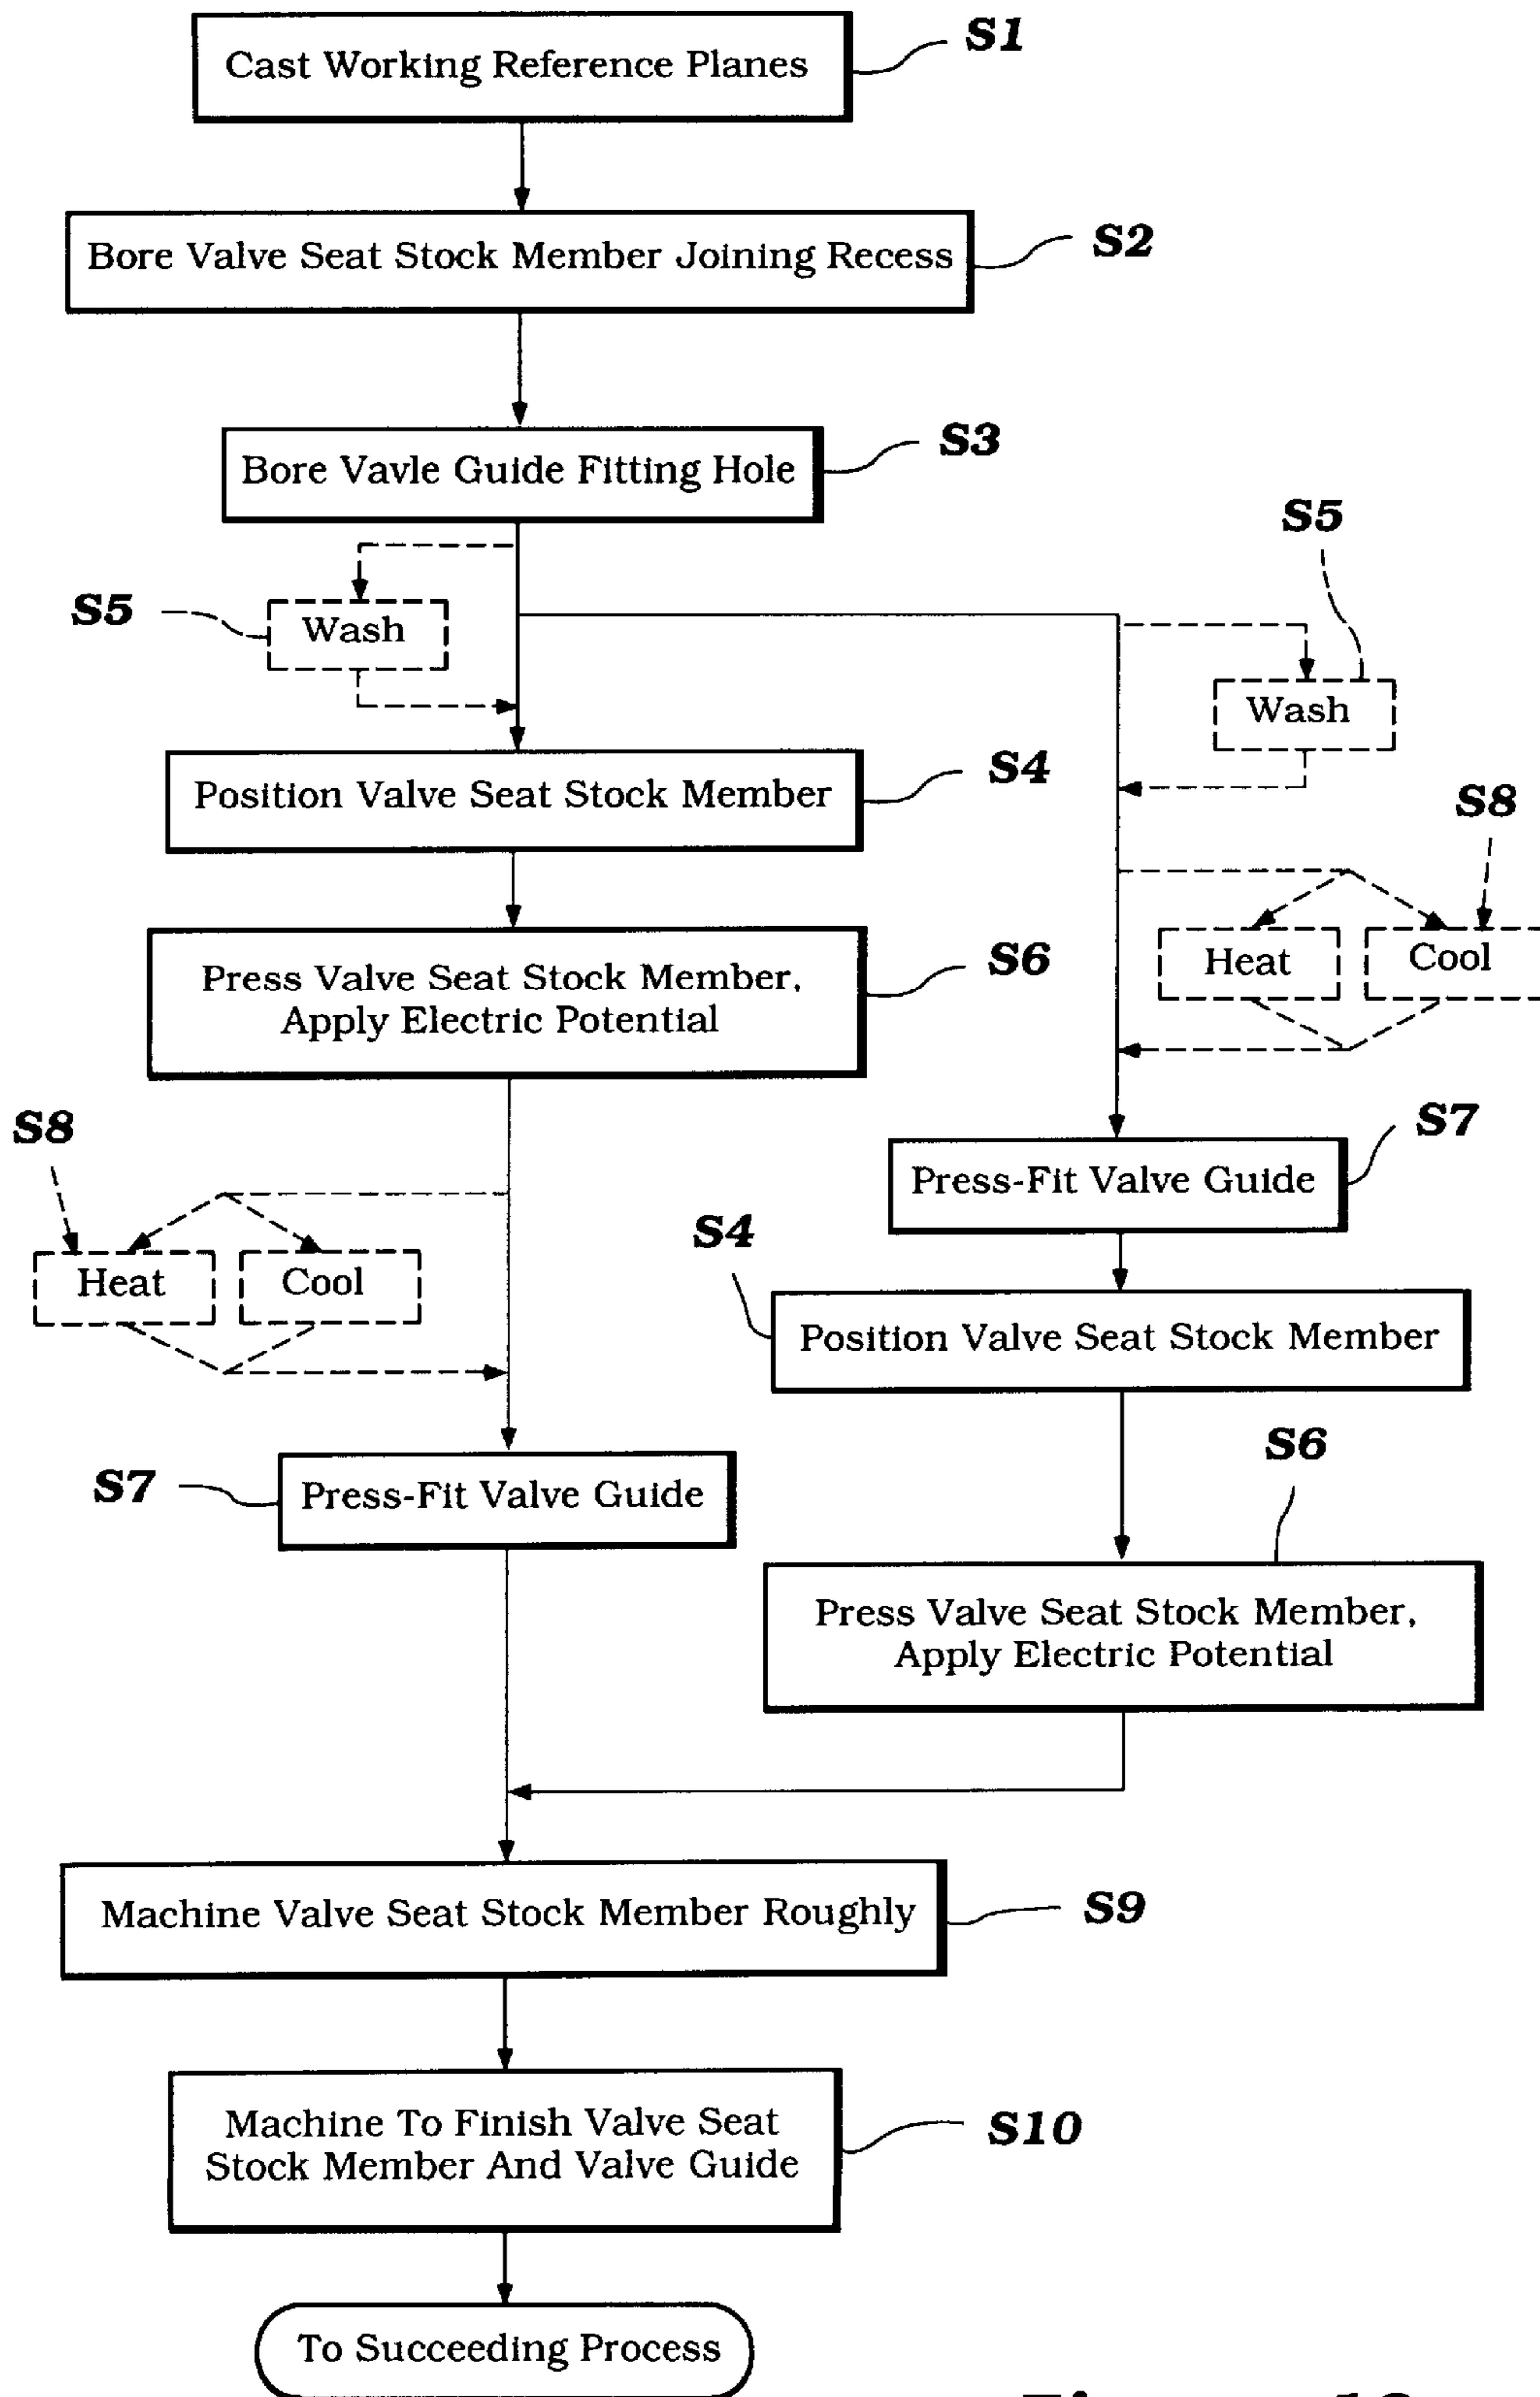 Cast Working Reference Planes
S1
Bore Valve Seat Stock Member Joining Recess
S2
Bore Vavle Guide Fitting Hole
S3
S5
Wash
S5
Wash
Position Valve Seat Stock Member
S4
S8
Heat
Cool
Press Valve Seat Stock Member,
Apply Electric Potential
S6
S8
Heat
Cool
Press-Fit Valve Guide
S7
S4
Position Valve Seat Stock Member
S7
Press-Fit Valve Guide
S6
Press Valve Seat Stock Member,
Apply Electric Potential
Machine Valve Seat Stock Member Roughly
S9
Machine To Finish Valve Seat
Stock Member And Valve Guide
S10
To Succeeding Process